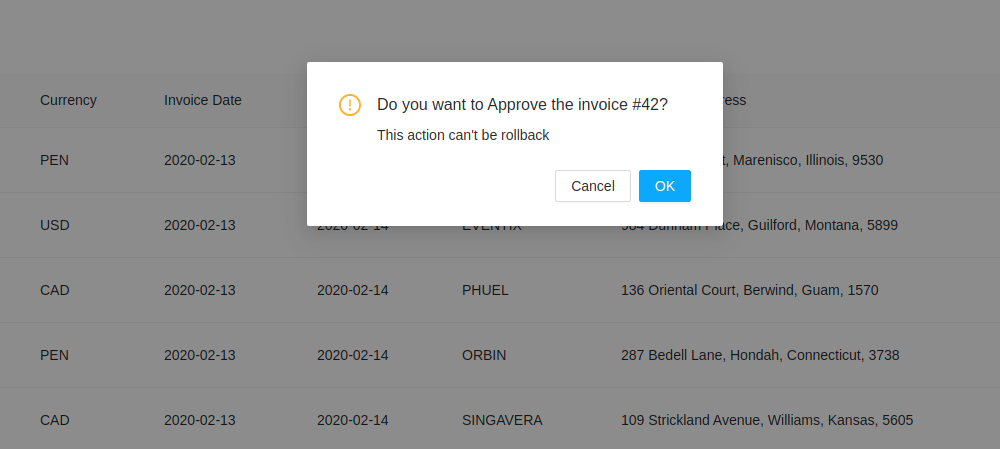 Currency Invoice Date ress
Do you want to Approve the invoice #42?
This action can't be rollback
Cancel OK
PEN 2020-02-13 t, Marenisco, Illinois, 9530
USD 2020-02-13 2020-02-14 EVENTIX 984 Dunham Place, Guilford, Montana, 5899
CAD 2020-02-13 2020-02-14 PHUEL 136 Oriental Court, Berwind, Guam, 1570
PEN 2020-02-13 2020-02-14 ORBIN 287 Bedell Lane, Hondah, Connecticut, 3738
CAD 2020-02-13 2020-02-14 SINGAVERA 109 Strickland Avenue, Williams, Kansas, 5605